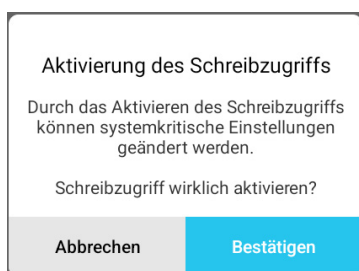 Aktivierung des Schreibzugriffs
Durch das Aktivieren des Schreibzugriffs
können systemkritische Einstellungen
geändert werden.
Schreibzugriff wirklich aktivieren?
Abbrechen
Bestätigen